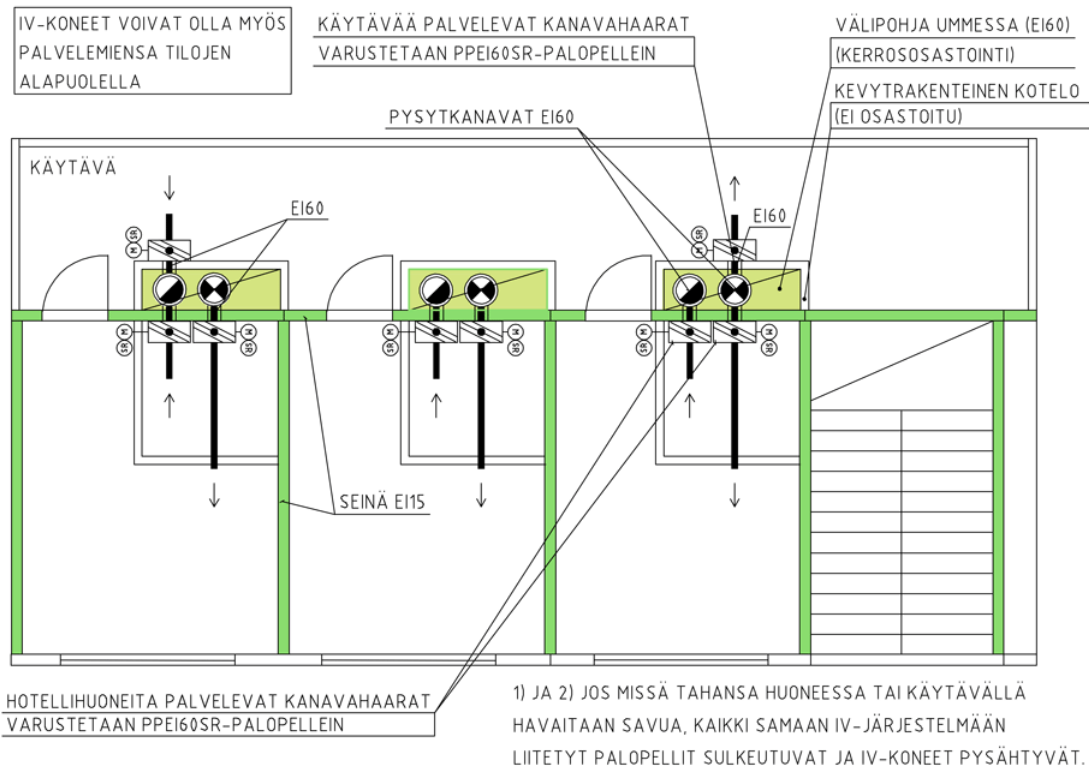 IV-KONEET VOIVAT OLLA MYÖS
PALVELEMIENSA TILOJEN
ALAPUOLELLA
KÄYTÄVÄÄ PALVELEVAT KANAVAHAARAT
VARUSTETAAN PPEI60SR-PALOPELLEIN
VÄLIPOHJA UMMESSA (EI60)
(KERROSOSASTOINTI)
KEVYTRAKENTEINEN KOTELO
(EI OSASTOITU)
PYSYTKANAVAT EI60
KÄYTÄVÄ
EI60
EI60
M SR
M SR
M SR
M SR
M SR
M SR
M SR
M SR
SEINÄ EI15
HOTELLIHUONEITA PALVELEVAT KANAVAHAARAT
VARUSTETAAN PPEI60SR-PALOPELLEIN
1) JA 2) JOS MISSÄ TAHANSA HUONEESSA TAI KÄYTÄVÄLLÄ
HAVAITAAN SAVUA, KAIKKI SAMAAN IV-JÄRJESTELMÄÄN
LIITETYT PALOPELLIT SULKEUTUVAT JA IV-KONEET PYSÄHTYVÄT.